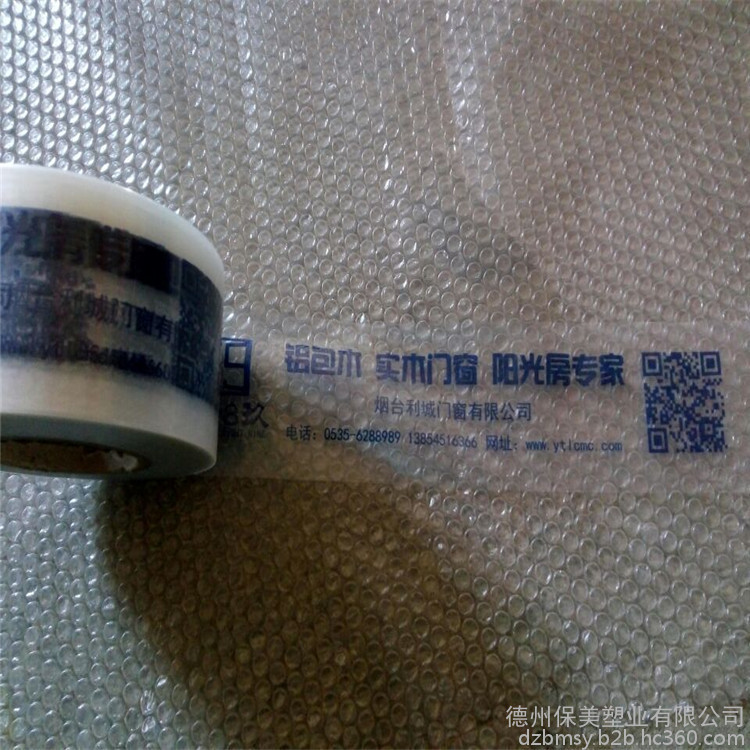 铝包木 实木门窗 阳光房专家
烟台利城门窗有限公司
电话：0535-6288989/13854516366 网址：www.ytlcmc.com
德州保美塑业有限公司
dzbmsy.b2b.hc360.com